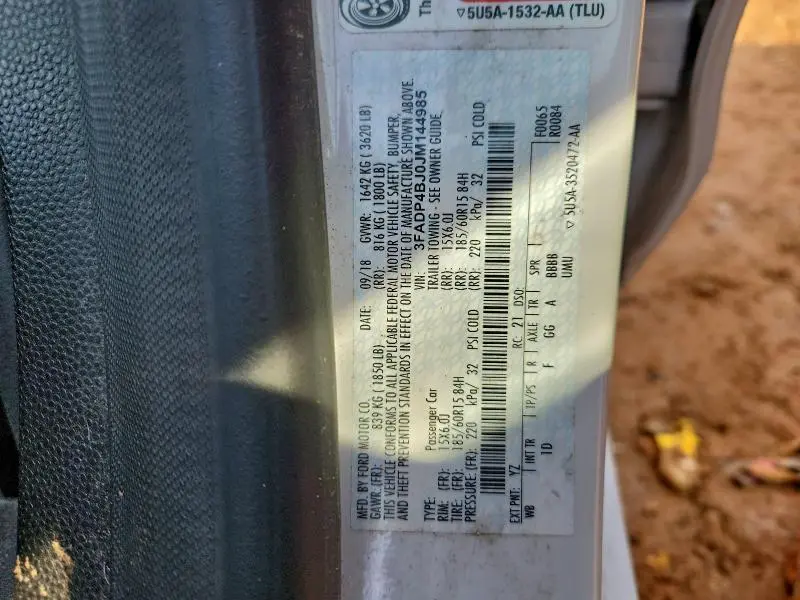 Th
5U5A-1532-AA (TLU)
MFD. BY FORD MOTOR CO. DATE: 09/18 GVWR: 1642 KG ( 3620 LB)
GAWR: (FR): 839 KG (1850 LB) (RR): 816 KG (1800 LB)
THIS VEHICLE CONFORMS TO ALL APPLICABLE FEDERAL MOTOR VEHICLE SAFETY, BUMPER,
AND THEFT PREVENTION STANDARDS IN EFFECT ON THE DATE OF MANUFACTURE SHOWN ABOVE.
VIN: 3FADP4BJ0JM144985
TYPE: Passenger Car TRAILER TOWING - SEE OWNER GUIDE
RIM: (FR): 15X6.0J (RR): 15X6.0J
TIRE: (FR): 185/60R15 84H (RR): 185/60R15 84H
PRESSURE: (FR): 220 kPa/ 32 PSI COLD (RR): 220 kPa/ 32 PSI COLD
EXT PNT: YZ RC: 21 DSO: F0065
R0084
WB INT TR TP/PS R AXLE TR SPR
ID F GG A BBBB
UMU
5U5A-3520472-AA